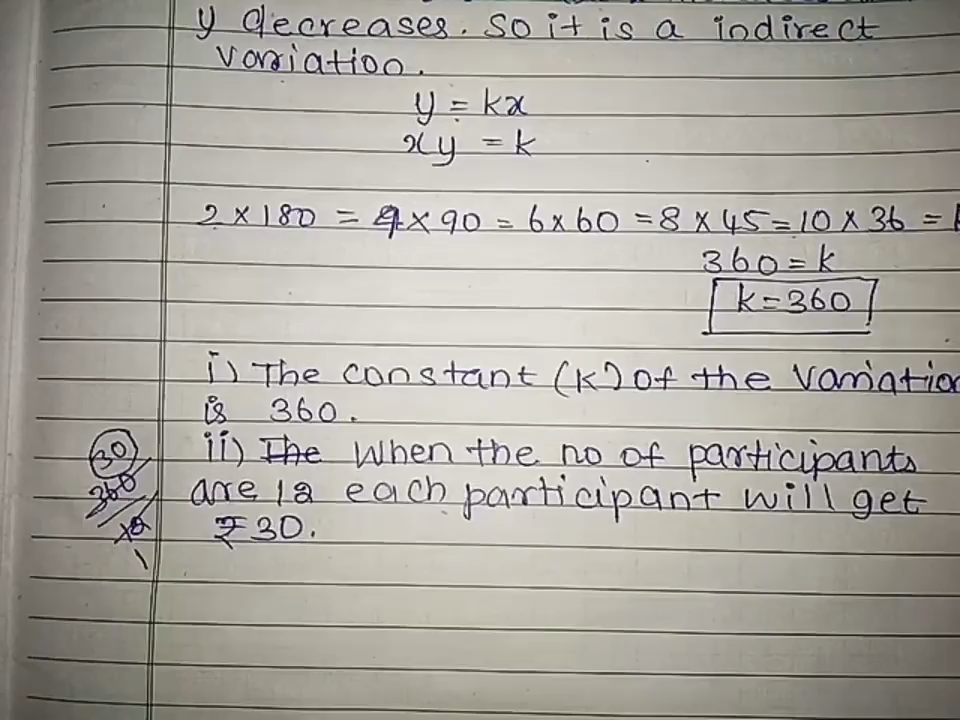 y decreases. So it is a indirect
variation.
y = kx
xy = k
2 × 180 = 4 × 90 = 6 × 60 = 8 × 45 = 10 × 36 =
360 = k
k = 360
i) The constant (k) of the variation
is 360.
ii) The When the no of participants
are 12 each participant will get
₹30.
30
360